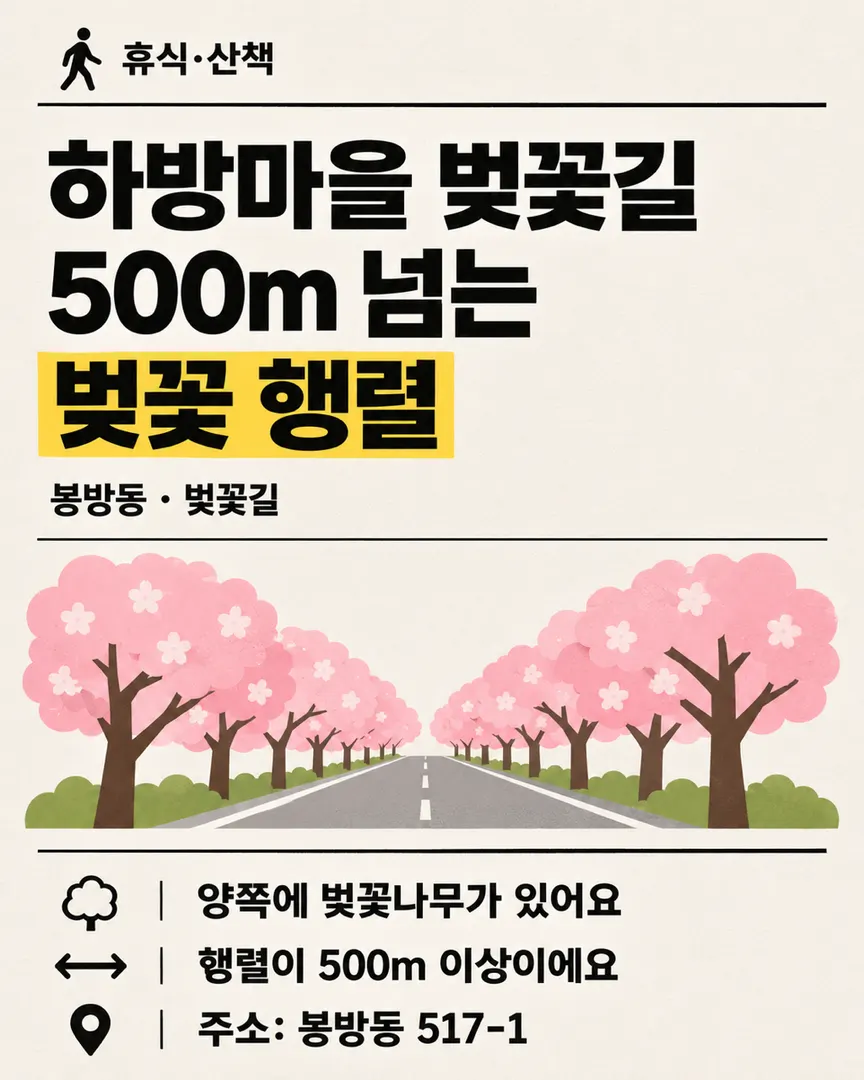 휴식·산책
하방마을 벚꽃길
500m 넘는
벚꽃 행렬
봉방동 · 벚꽃길
양쪽에 벚꽃나무가 있어요
행렬이 500m 이상이에요
주소: 봉방동 517-1